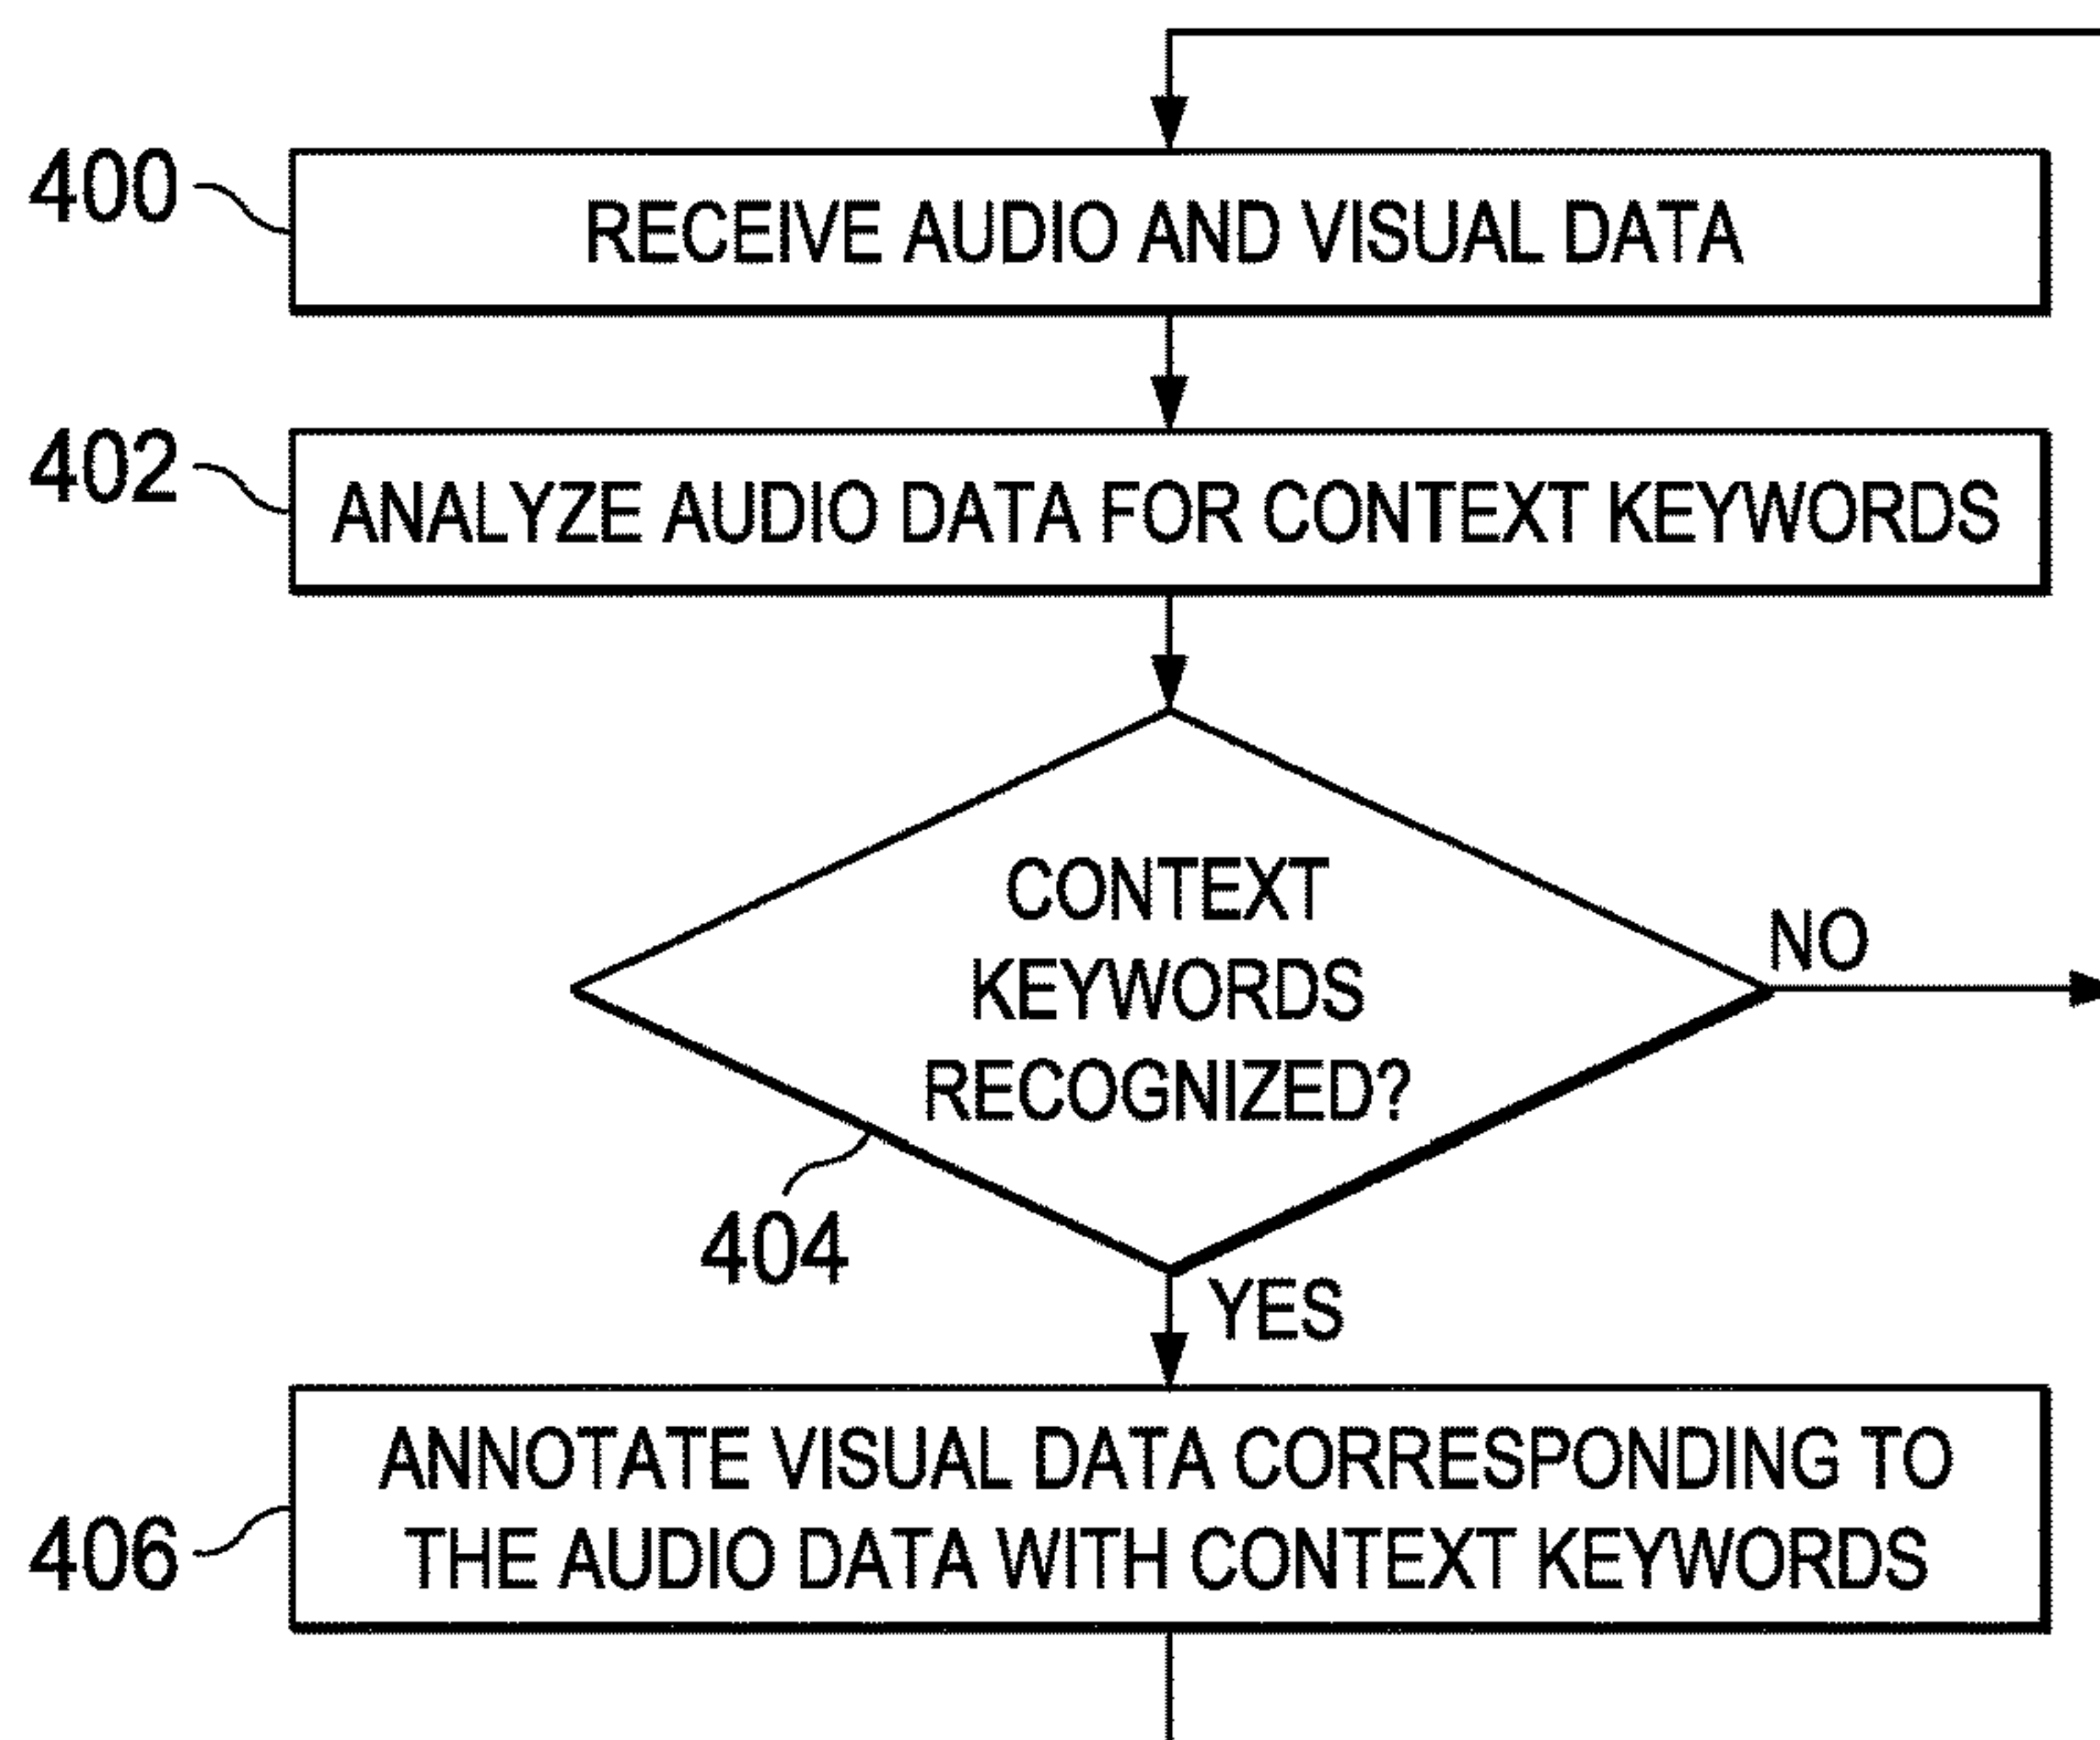 400
RECEIVE AUDIO AND VISUAL DATA
402
ANALYZE AUDIO DATA FOR CONTEXT KEYWORDS
CONTEXT
KEYWORDS
RECOGNIZED?
NO
404
YES
406
ANNOTATE VISUAL DATA CORRESPONDING TO
THE AUDIO DATA WITH CONTEXT KEYWORDS